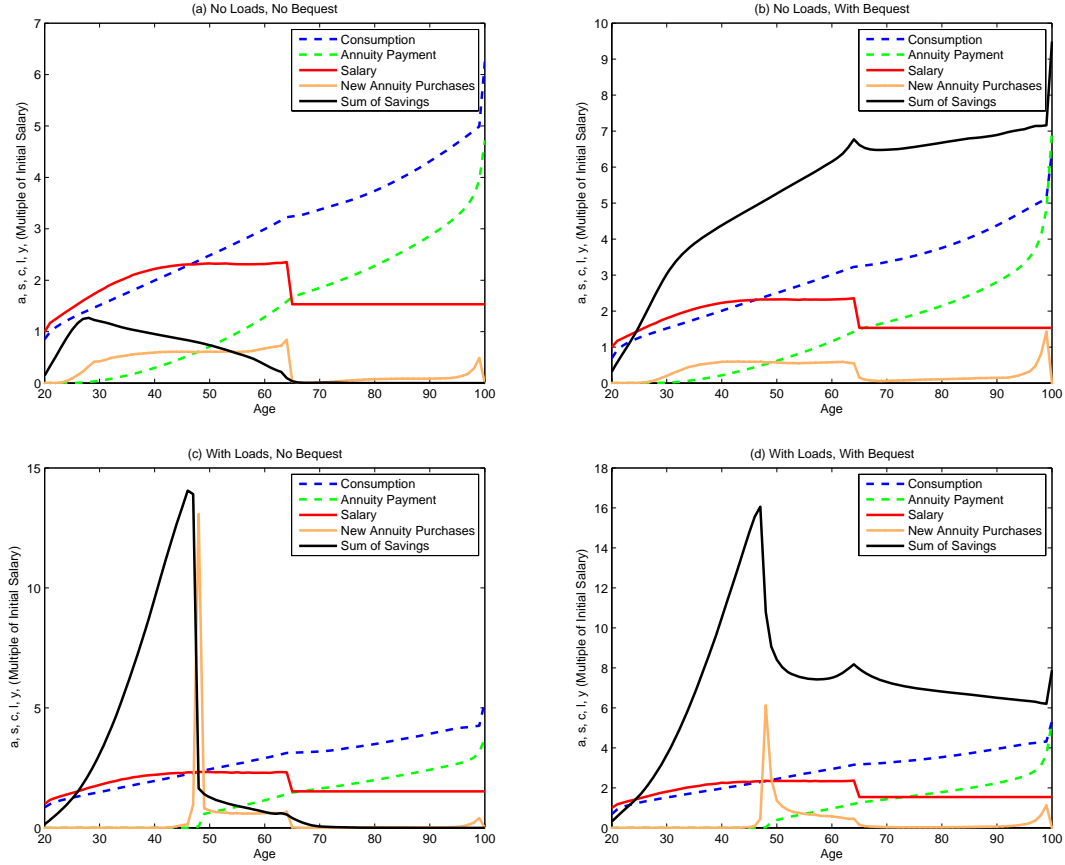 (a) No Loads, No Bequest
a, s, c, l, y, (Multiple of Initial Salary)
7
6
5
4
3
2
1
0
Consumption
Annuity Payment
Salary
New Annuity Purchases
Sum of Savings
20 30 40 50 60 70 80 90 100
Age
(b) No Loads, With Bequest
a, s, c, l, y, (Multiple of Initial Salary)
10
9
8
7
6
5
4
3
2
1
0
Consumption
Annuity Payment
Salary
New Annuity Purchases
Sum of Savings
20 30 40 50 60 70 80 90 100
Age
(c) With Loads, No Bequest
a, s, c, l, y, (Multiple of Initial Salary)
15
10
5
0
Consumption
Annuity Payment
Salary
New Annuity Purchases
Sum of Savings
20 30 40 50 60 70 80 90 100
Age
(d) With Loads, With Bequest
a, s, c, l, y (Multiple of Initial Salary)
18
16
14
12
10
8
6
4
2
0
Consumption
Annuity Payment
Salary
New Annuity Purchases
Sum of Savings
20 30 40 50 60 70 80 90 100
Age